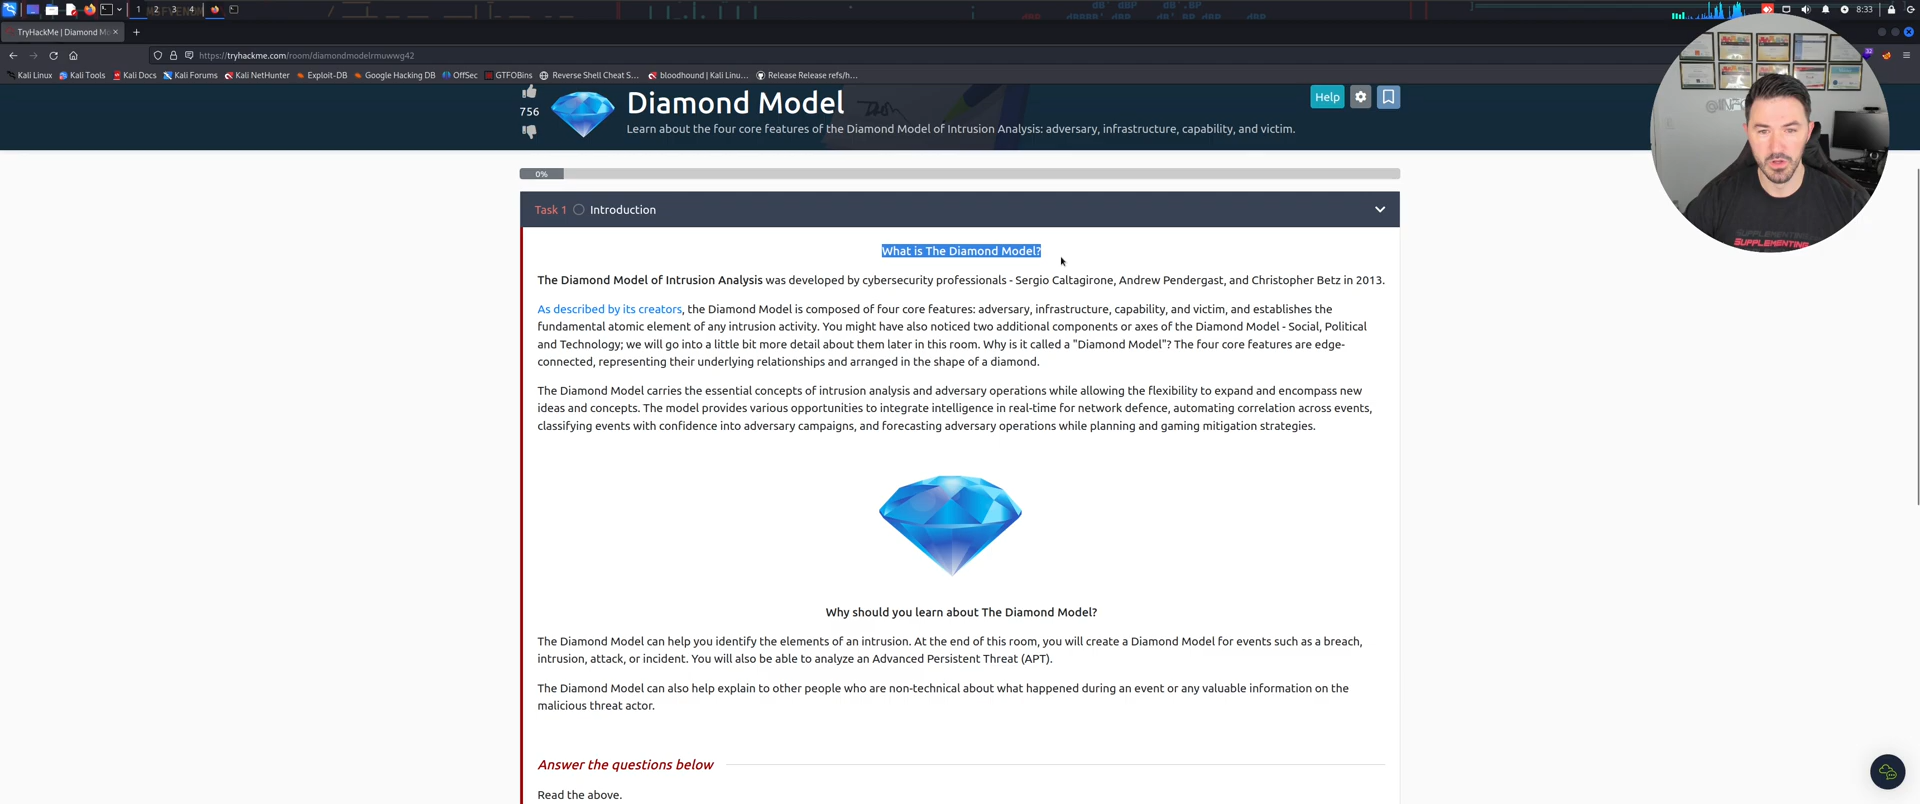 1 2 3 4
8:33
TryHackMe | Diamond Mo
https://tryhackme.com/room/diamondmodelrmuwwg42
Kali Linux Kali Tools Kali Docs Kali Forums Kali NetHunter Exploit-DB Google Hacking DB OffSec GTFOBins Reverse Shell Cheat S... bloodhound | Kali Linu... Release Release refs/h...
756
Diamond Model
Learn about the four core features of the Diamond Model of Intrusion Analysis: adversary, infrastructure, capability, and victim.
Help
0%
Task 1 Introduction
What is The Diamond Model?
The Diamond Model of Intrusion Analysis was developed by cybersecurity professionals - Sergio Caltagirone, Andrew Pendergast, and Christopher Betz in 2013.
As described by its creators, the Diamond Model is composed of four core features: adversary, infrastructure, capability, and victim, and establishes the
fundamental atomic element of any intrusion activity. You might have also noticed two additional components or axes of the Diamond Model - Social, Political
and Technology; we will go into a little bit more detail about them later in this room. Why is it called a "Diamond Model"? The four core features are edge-
connected, representing their underlying relationships and arranged in the shape of a diamond.
The Diamond Model carries the essential concepts of intrusion analysis and adversary operations while allowing the flexibility to expand and encompass new
ideas and concepts. The model provides various opportunities to integrate intelligence in real-time for network defence, automating correlation across events,
classifying events with confidence into adversary campaigns, and forecasting adversary operations while planning and gaming mitigation strategies.
Why should you learn about The Diamond Model?
The Diamond Model can help you identify the elements of an intrusion. At the end of this room, you will create a Diamond Model for events such as a breach,
intrusion, attack, or incident. You will also be able to analyze an Advanced Persistent Threat (APT).
The Diamond Model can also help explain to other people who are non-technical about what happened during an event or any valuable information on the
malicious threat actor.
Answer the questions below
Read the above.
SUPPLEMENTING